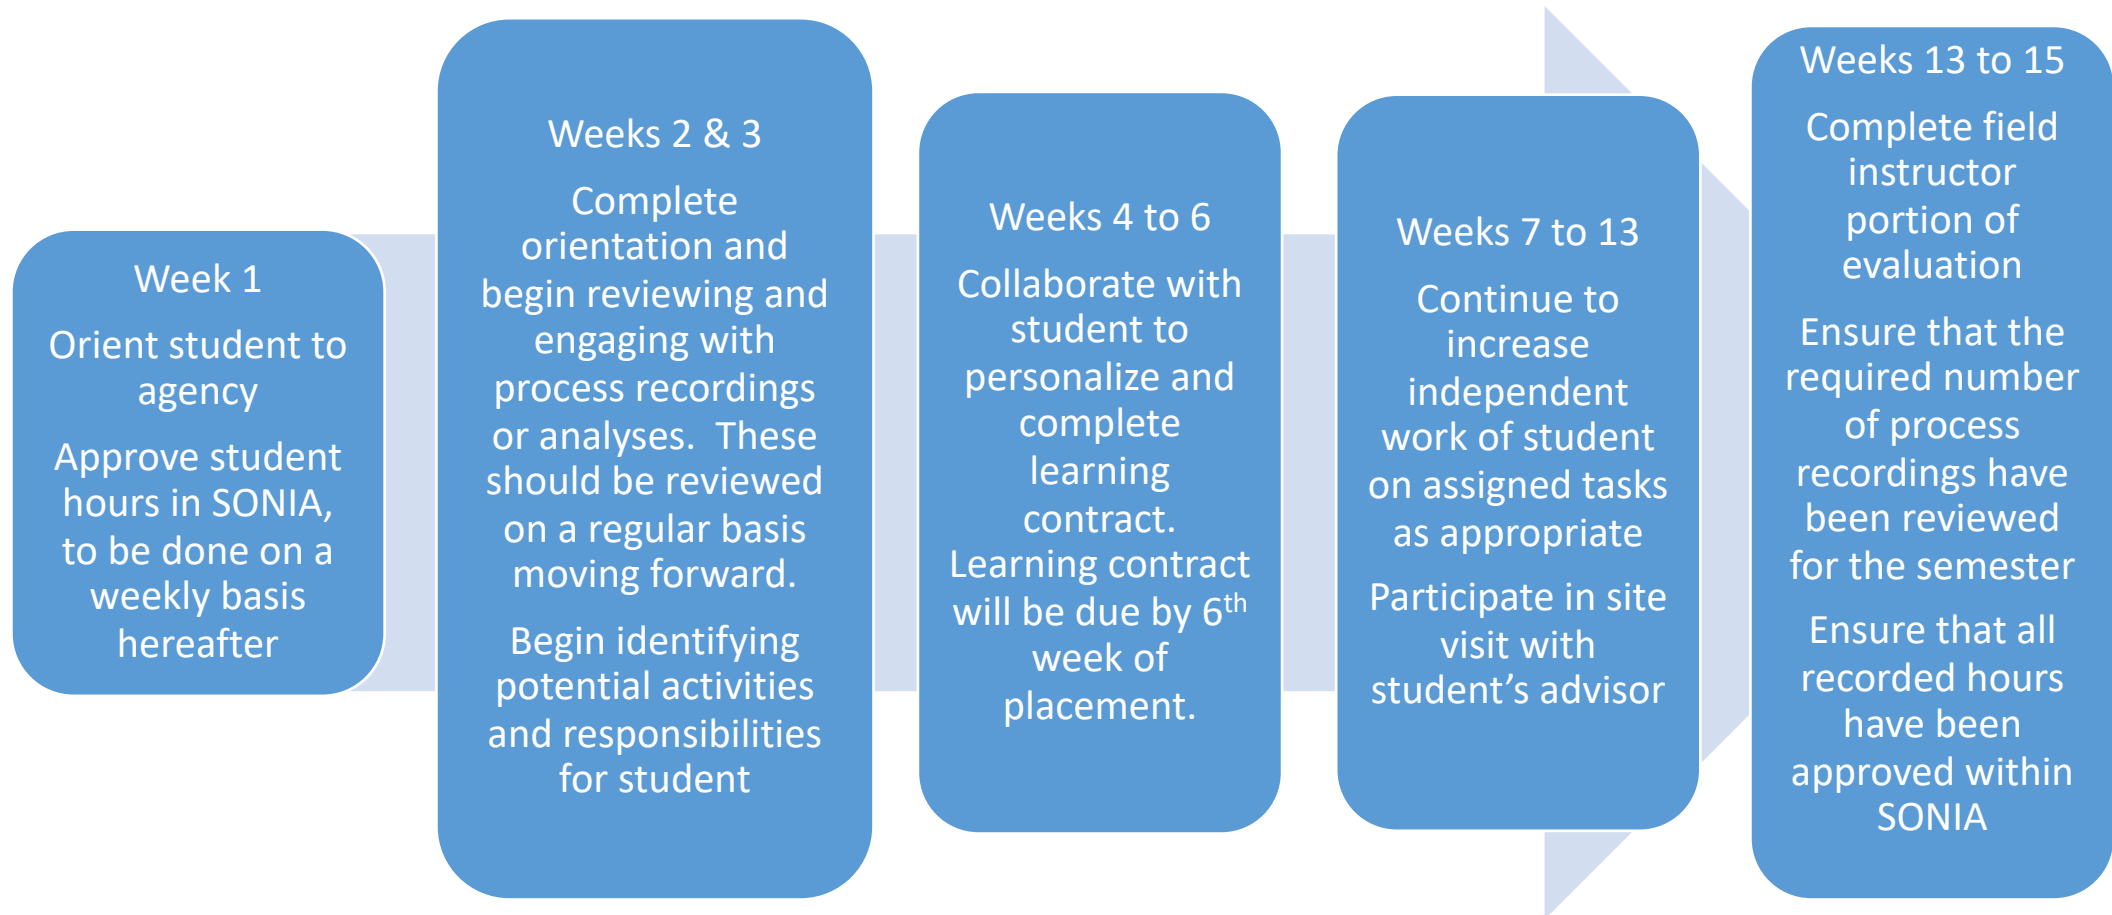 Week 1
Orient student to
agency
Approve student
hours in SONIA,
to be done on a
weekly basis
hereafter
Weeks 2 & 3
Complete
orientation and
begin reviewing and
engaging with
process recordings
or analyses.  These
should be reviewed
on a regular basis
moving forward.
Begin identifying
potential activities
and responsibilities
for student
Weeks 4 to 6
Collaborate with
student to
personalize and
complete
learning
contract.
Learning contract
will be due by 6th
week of
placement.
Weeks 7 to 13
Continue to
increase
independent
work of student
on assigned tasks
as appropriate
Participate in site
visit with
student’s advisor
Weeks 13 to 15
Complete field
instructor
portion of
evaluation
Ensure that the
required number
of process
recordings have
been reviewed
for the semester
Ensure that all
recorded hours
have been
approved within
SONIA